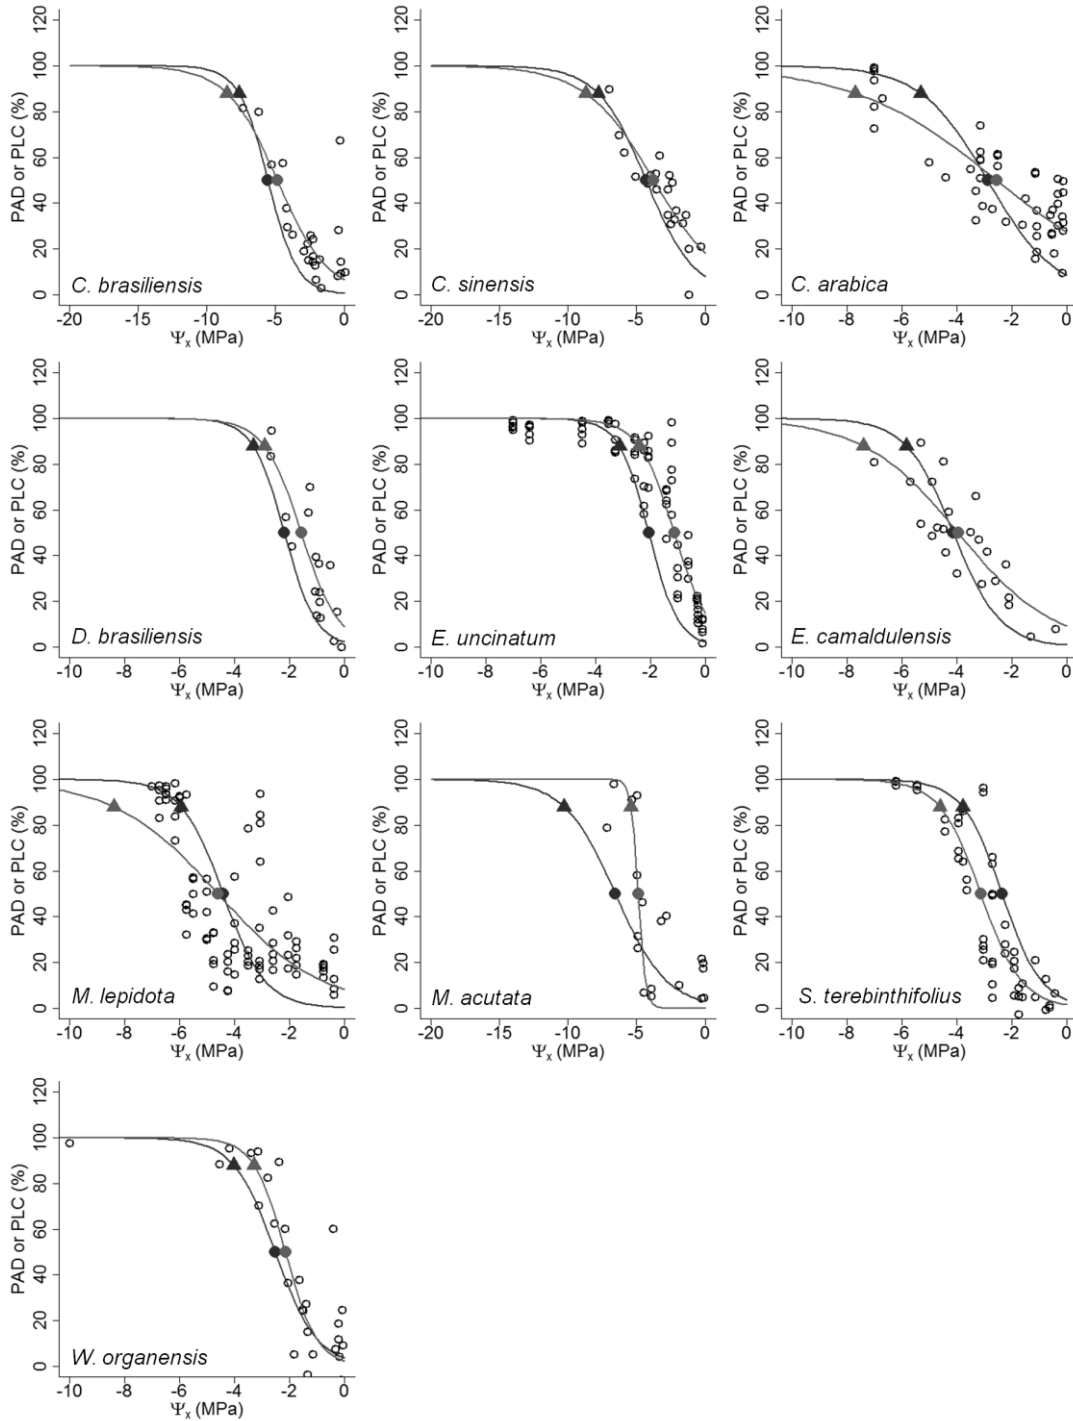 PAD or PLC (%)
120
100
80
60
40
20
0
C. brasiliensis
-20 -15 -10 -5 0
Ψx (MPa)
PAD or PLC (%)
120
100
80
60
40
20
0
C. sinensis
-20 -15 -10 -5 0
Ψx (MPa)
PAD or PLC (%)
120
100
80
60
40
20
0
C. arabica
-10 -8 -6 -4 -2 0
Ψx (MPa)
PAD or PLC (%)
120
100
80
60
40
20
0
D. brasiliensis
-10 -8 -6 -4 -2 0
Ψx (MPa)
PAD or PLC (%)
120
100
80
60
40
20
0
E. uncinatum
-10 -8 -6 -4 -2 0
Ψx (MPa)
PAD or PLC (%)
120
100
80
60
40
20
0
E. camaldulensis
-10 -8 -6 -4 -2 0
Ψx (MPa)
PAD or PLC (%)
120
100
80
60
40
20
0
M. lepidota
-10 -8 -6 -4 -2 0
Ψx (MPa)
PAD or PLC (%)
120
100
80
60
40
20
0
M. acutata
-20 -15 -10 -5 0
Ψx (MPa)
PAD or PLC (%)
120
100
80
60
40
20
0
S. terebinthifolius
-10 -8 -6 -4 -2 0
Ψx (MPa)
PAD or PLC (%)
120
100
80
60
40
20
0
W. organensis
-10 -8 -6 -4 -2 0
Ψx (MPa)